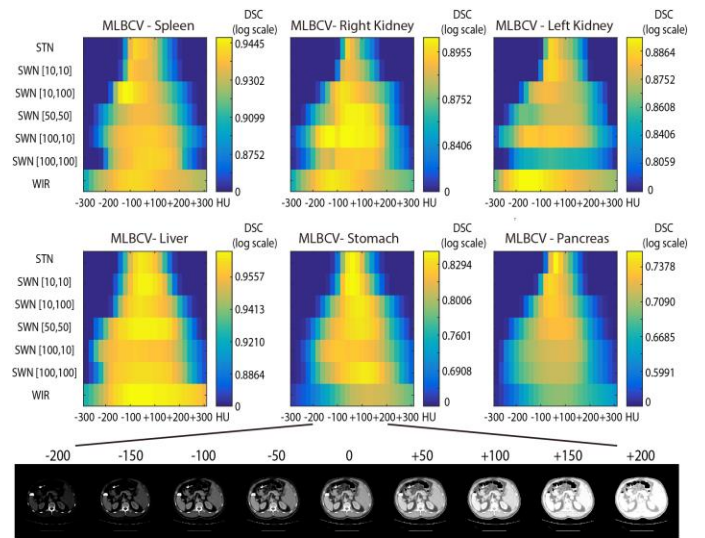 MLBCV - Spleen DSC (log scale)
MLBCV - Right Kidney DSC (log scale)
MLBCV - Left Kidney DSC (log scale)
STN
SWN [10,10]
SWN [10,100]
SWN [50,50]
SWN [100,10]
SWN [100,100]
WIR
0.9445
0.9302
0.9099
0.8752
0
0.8955
0.8752
0.8406
0
0.8864
0.8752
0.8606
0.8406
0.8059
0
-300 -200 -100 0 +100 +200 +300 HU
-300 -200 -100 0 +100 +200 +300 HU
-300 -200 -100 0 +100 +200 +300 HU
MLBCV- Liver DSC (log scale)
MLBCV- Stomach DSC (log scale)
MLBCV - Pancreas DSC (log scale)
STN
SWN [10,10]
SWN [10,100]
SWN [50,50]
SWN [100,10]
SWN [100,100]
WIR
0.9557
0.9413
0.9210
0.8864
0
0.8294
0.8006
0.7601
0.6908
0
0.7378
0.7090
0.6685
0.5991
0
-300 -200 -100 0 +100 +200 +300 HU
-300 -200 -100 0 +100 +200 +300 HU
-300 -200 -100 0 +100 +200 +300 HU
-200 -150 -100 -50 0 +50 +100 +150 +200